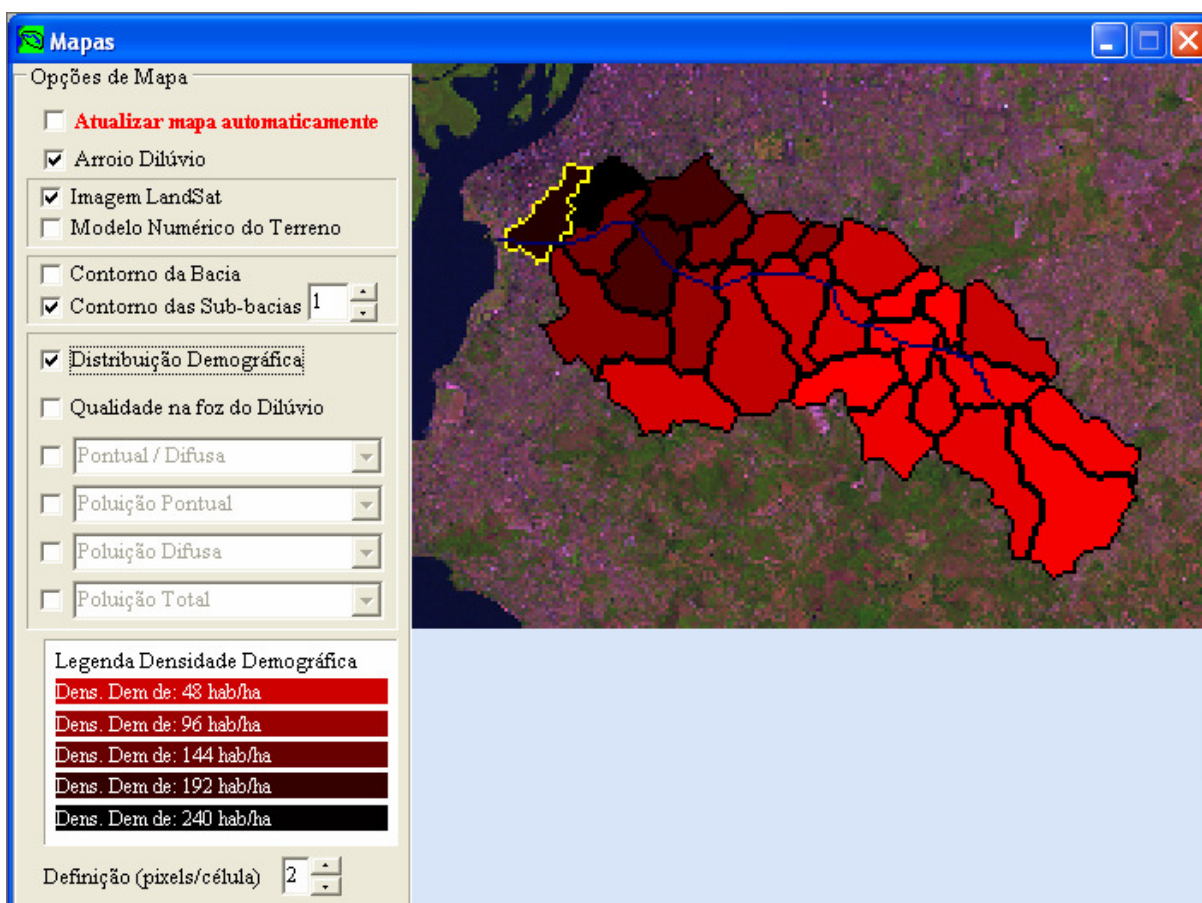 Mapas
Opções de Mapa
Atualizar mapa automaticamente
Arroio Dilúvio
Imagem LandSat
Modelo Numérico do Terreno
Contorno da Bacia
Contorno das Sub-bacias 1
Distribuição Demográfica
Qualidade na foz do Dilúvio
Pontual / Difusa
Poluição Pontual
Poluição Difusa
Poluição Total
Legenda Densidade Demográfica
Dens. Dem de: 48 hab/ha
Dens. Dem de: 96 hab/ha
Dens. Dem de: 144 hab/ha
Dens. Dem de: 192 hab/ha
Dens. Dem de: 240 hab/ha
Definição (pixels/célula) 2